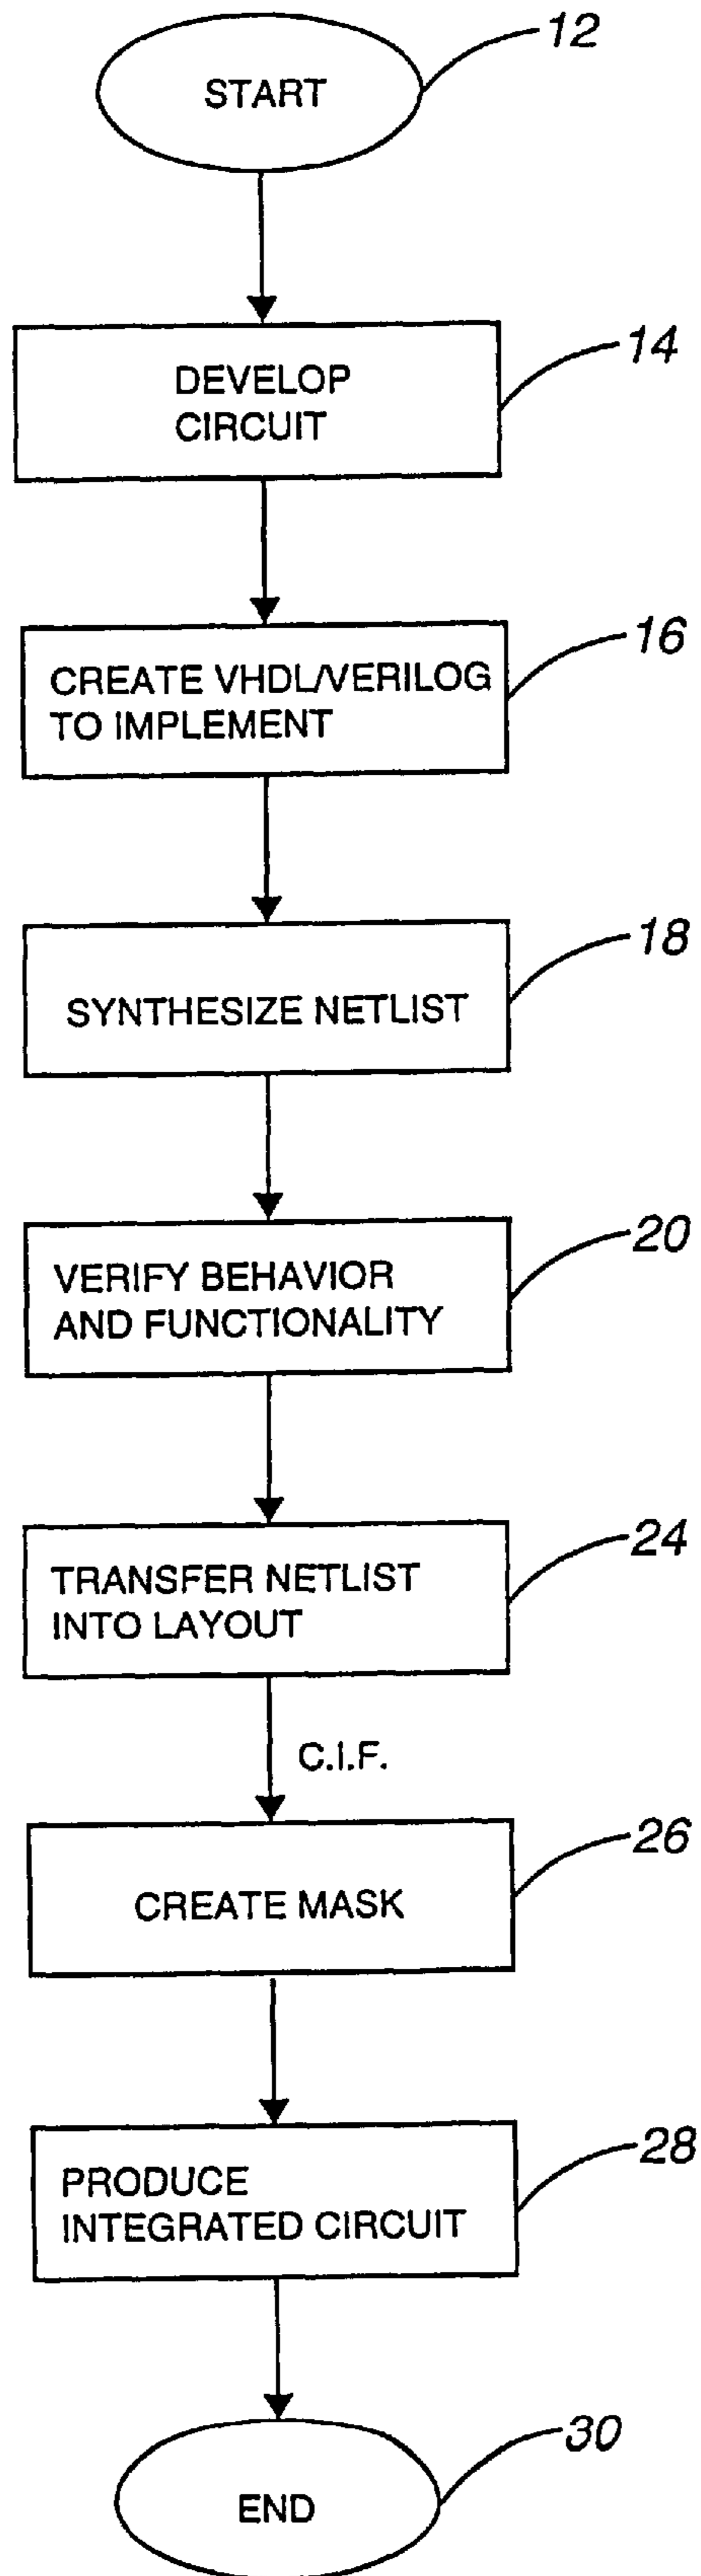 12
START
14
DEVELOP
CIRCUIT
16
CREATE VHDL/VERILOG
TO IMPLEMENT
18
SYNTHESIZE NETLIST
20
VERIFY BEHAVIOR
AND FUNCTIONALITY
24
TRANSFER NETLIST
INTO LAYOUT
C.I.F.
26
CREATE MASK
28
PRODUCE
INTEGRATED CIRCUIT
30
END